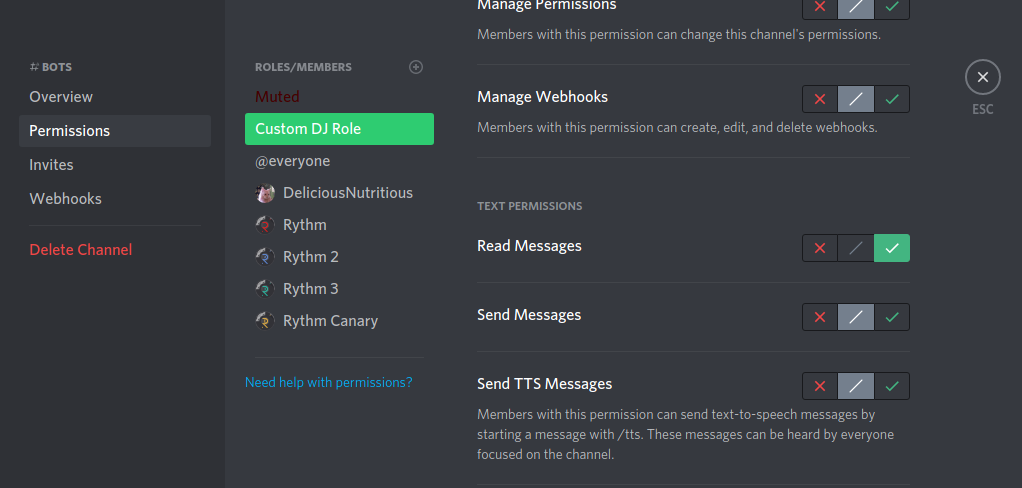 # BOTS
Overview
Permissions
Invites
Webhooks
Delete Channel
ROLES/MEMBERS
Muted
Custom DJ Role
@everyone
DeliciousNutritious
Rythm
Rythm 2
Rythm 3
Rythm Canary
Need help with permissions?
Manage Permissions
Members with this permission can change this channel's permissions.
Manage Webhooks
Members with this permission can create, edit, and delete webhooks.
TEXT PERMISSIONS
Read Messages
Send Messages
Send TTS Messages
Members with this permission can send text-to-speech messages by
starting a message with /tts. These messages can be heard by everyone
focused on the channel.
ESC